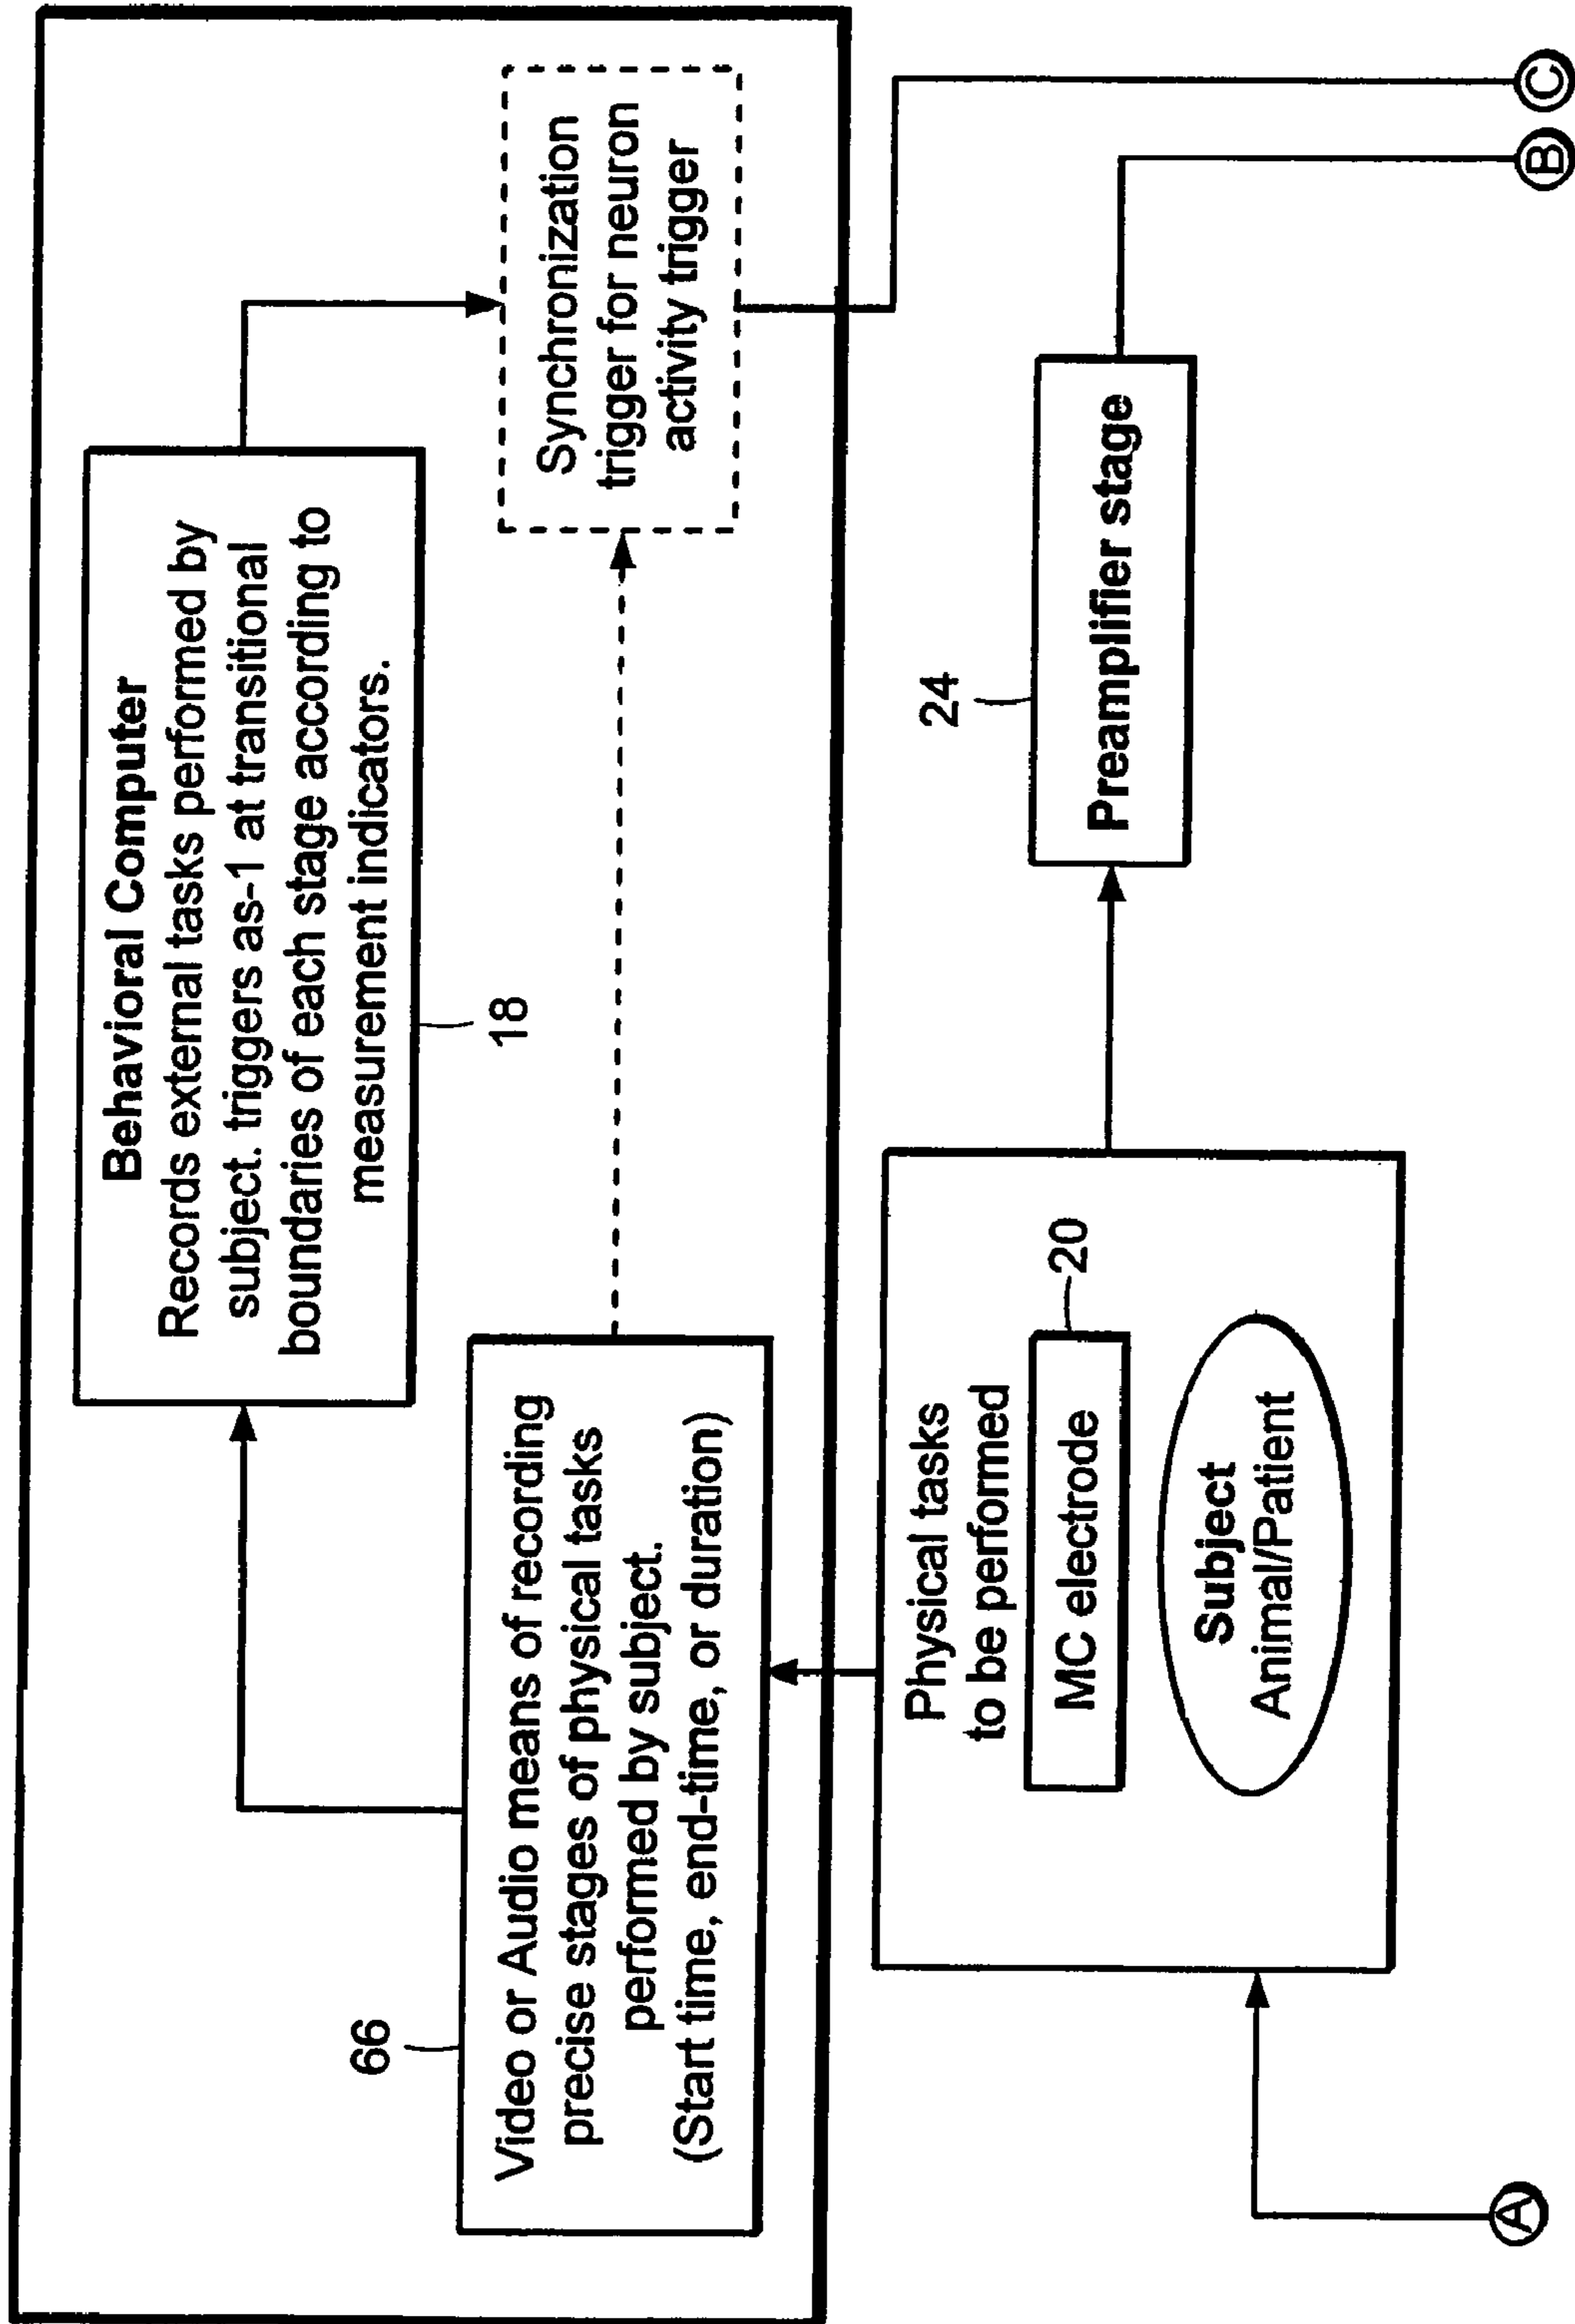 Behavioral Computer
Records external tasks performed by
subject. triggers as-1 at transitional
boundaries of each stage according to
measurement indicators.
18
Synchronization
trigger for neuron
activity trigger
66
Video or Audio means of recording
precise stages of physical tasks
performed by subject.
(Start time, end-time, or duration)
Physical tasks
to be performed
MC electrode
20
Subject
Animal/Patient
24
Preamplifier stage
A
B
C